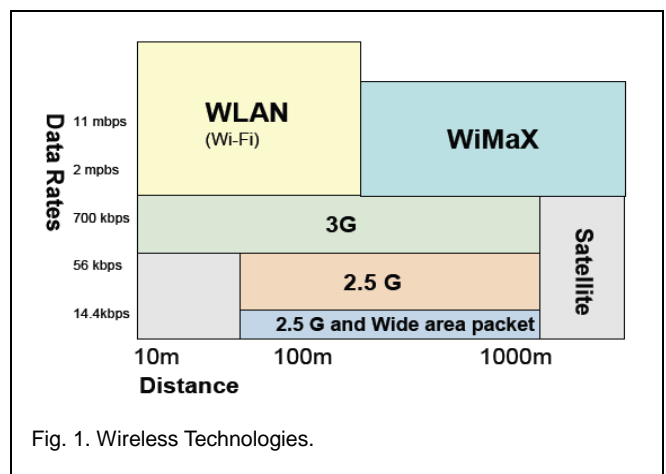 WLAN
(Wi-Fi)
WiMaX
Data Rates
11 mbps
2 mpbs
700 kbps
56 kbps
14.4kbps
3G
2.5 G
2.5 G and Wide area packet
Satellite
10m
100m
1000m
Distance
Fig. 1. Wireless Technologies.